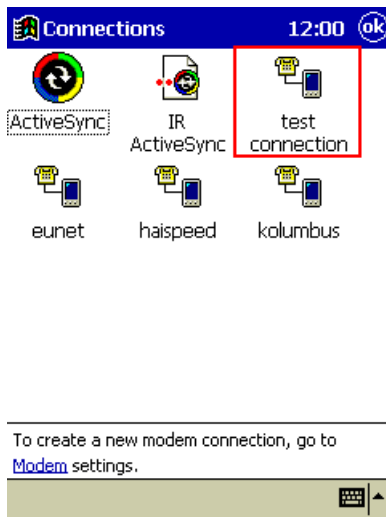 Connections 12:00 ok
ActiveSync
IR
ActiveSync
test
connection
eunet haispeed kolumbus
To create a new modem connection, go to
Modem settings.